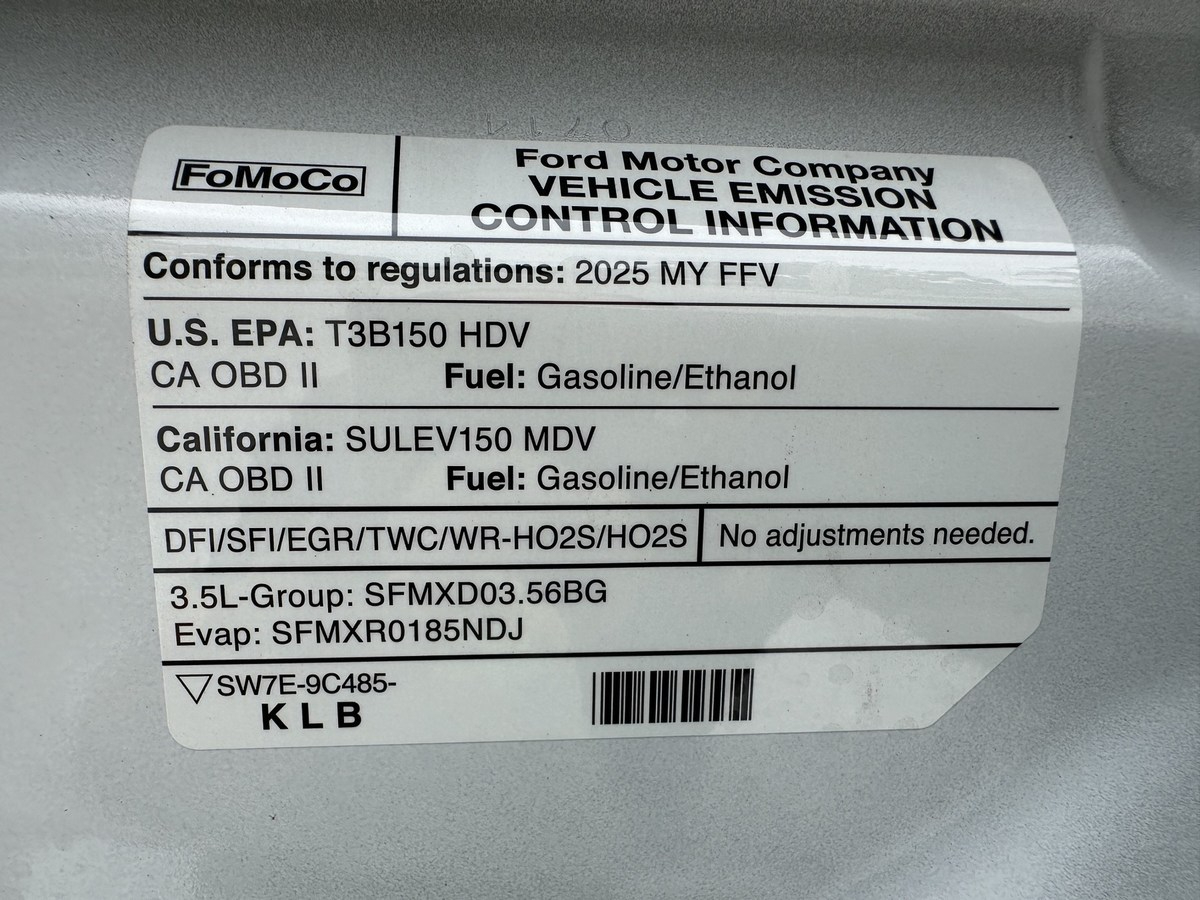 FoMoCo
Ford Motor Company
VEHICLE EMISSION
CONTROL INFORMATION
Conforms to regulations: 2025 MY FFV
U.S. EPA: T3B150 HDV
CA OBD II Fuel: Gasoline/Ethanol
California: SULEV150 MDV
CA OBD II Fuel: Gasoline/Ethanol
DFI/SFI/EGR/TWC/WR-HO2S/HO2S
No adjustments needed.
3.5L-Group: SFMXD03.56BG
Evap: SFMXR0185NDJ
SW7E-9C485-
K L B